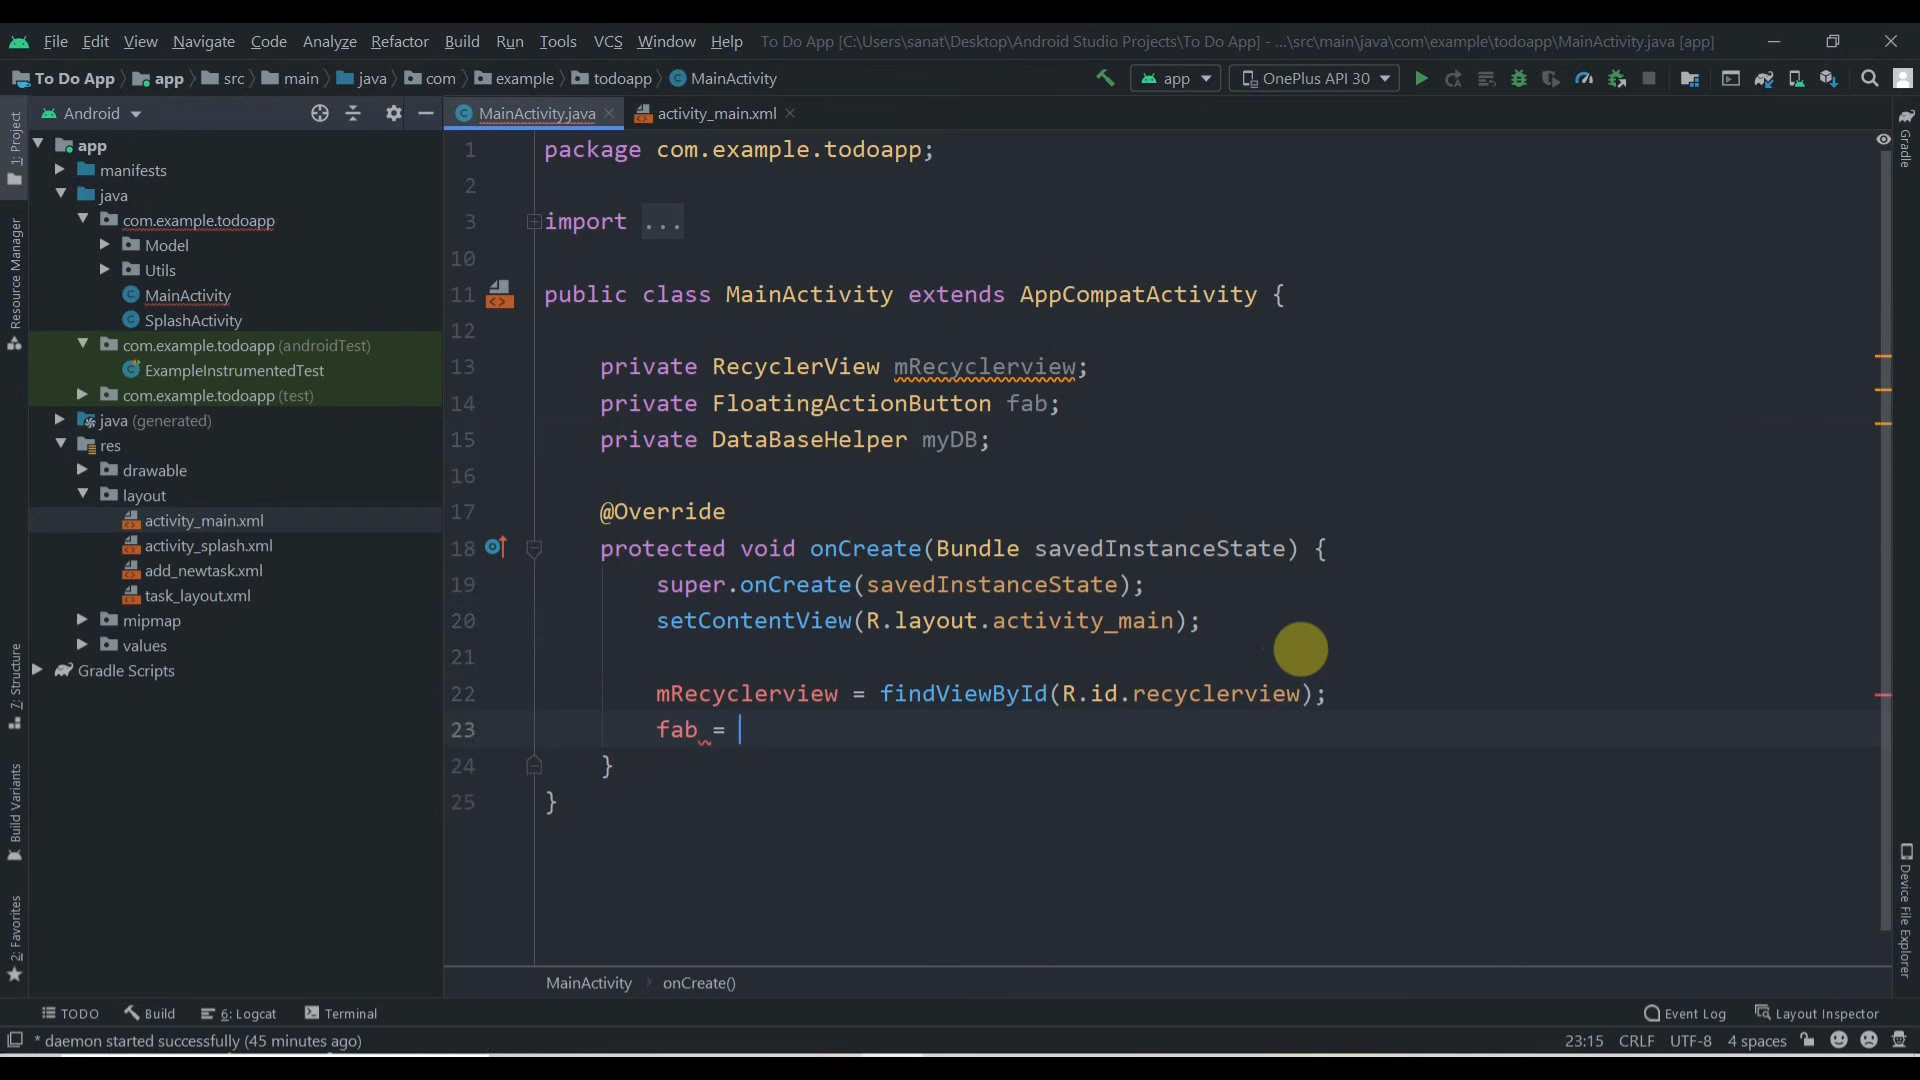 File Edit View Navigate Code Analyze Refactor Build Run Tools VCS Window Help To Do App [C:\Users\sanat\Desktop\Android Studio Projects\To Do App] - ...\src\main\java\com\example\todoapp\MainActivity.java [app]
To Do App app src main java com example todoapp MainActivity app OnePlus API 30
Android
MainActivity.java
activity_main.xml
1: Project
Resource Manager
7: Structure
Build Variants
2: Favorites
app
manifests
java
com.example.todoapp
Model
Utils
MainActivity
SplashActivity
com.example.todoapp (androidTest)
ExampleInstrumentedTest
com.example.todoapp (test)
java (generated)
res
drawable
layout
activity_main.xml
activity_splash.xml
add_newtask.xml
task_layout.xml
mipmap
values
Gradle Scripts
1 package com.example.todoapp;
2
3 import ...
10
11 public class MainActivity extends AppCompatActivity {
12
13 private RecyclerView mRecyclerview;
14 private FloatingActionButton fab;
15 private DataBaseHelper myDB;
16
17 @Override
18 protected void onCreate(Bundle savedInstanceState) {
19 super.onCreate(savedInstanceState);
20 setContentView(R.layout.activity_main);
21
22 mRecyclerview = findViewById(R.id.recyclerview);
23 fab =
24 }
25 }
Gradle
Device File Explorer
MainActivity onCreate()
TODO Build 6: Logcat Terminal Event Log Layout Inspector
* daemon started successfully (45 minutes ago) 23:15 CRLF UTF-8 4 spaces